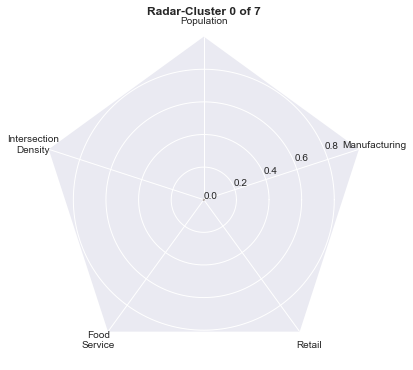 Radar-Cluster 0 of 7
Population
Intersection
Density
Manufacturing
0.8
0.6
0.4
0.2
0.0
Food
Service
Retail